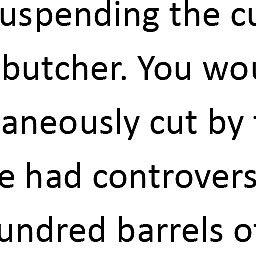 uspending the cu
butcher. You wou
aneously cut by
e had controvers
undred barrels o